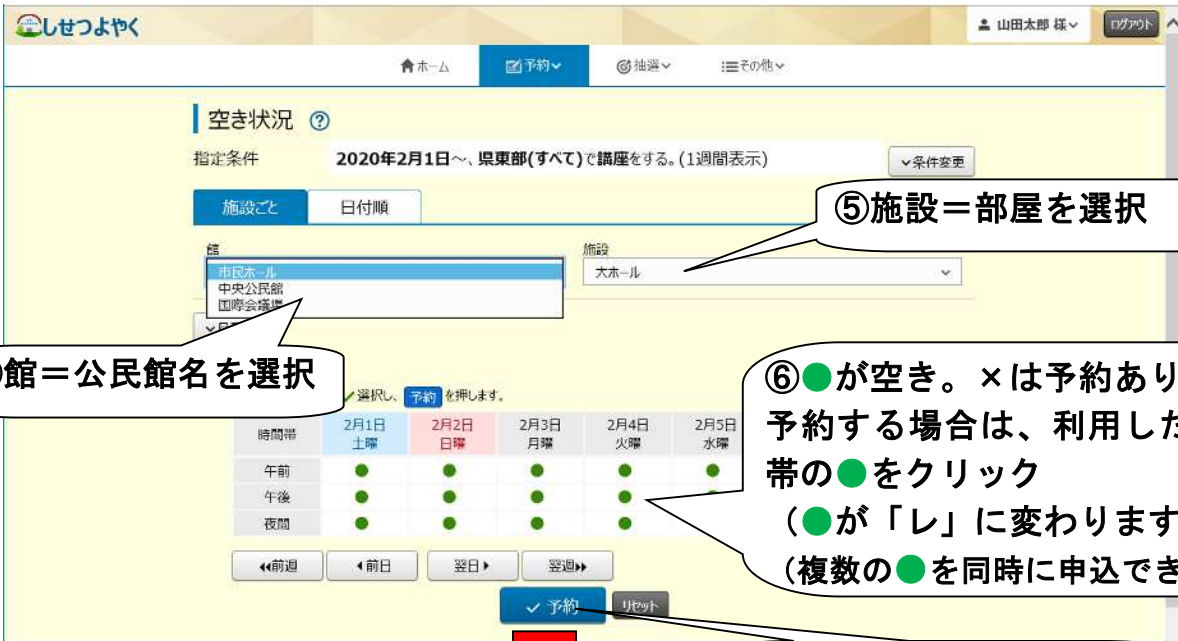 しせつよやく
山田太郎 様
ログアウト
ホーム
予約
抽選
その他
空き状況 ?
指定条件
2020年2月1日～、県東部(すべて)で講座をする。(1週間表示)
条件変更
施設ごと
日付順
⑤施設＝部屋を選択
館
施設
市民ホール
大ホール
中央公民館
国際会議場
館＝公民館名を選択
⑥●が空き。×は予約あり
予約する場合は、利用した
帯の●をクリック
（●が「レ」に変わります
（複数の●を同時に申込でき
選択し、予約を押します。
時間帯 2月1日 土曜 2月2日 日曜 2月3日 月曜 2月4日 火曜 2月5日 水曜
午前 ● ● ● ● ●
午後 ● ● ● ●
夜間 ● ● ● ●
前週
前日
翌日
翌週
✓ 予約
リセット